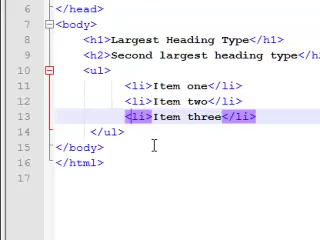 6 </head>
7 <body>
8 <h1>Largest Heading Type</h1>
9 <h2>Second largest heading type</h
10 <ul>
11 <li>Item one</li>
12 <li>Item two</li>
13 <li>Item three</li>
14 </ul>
15 </body>
16 </html>
17